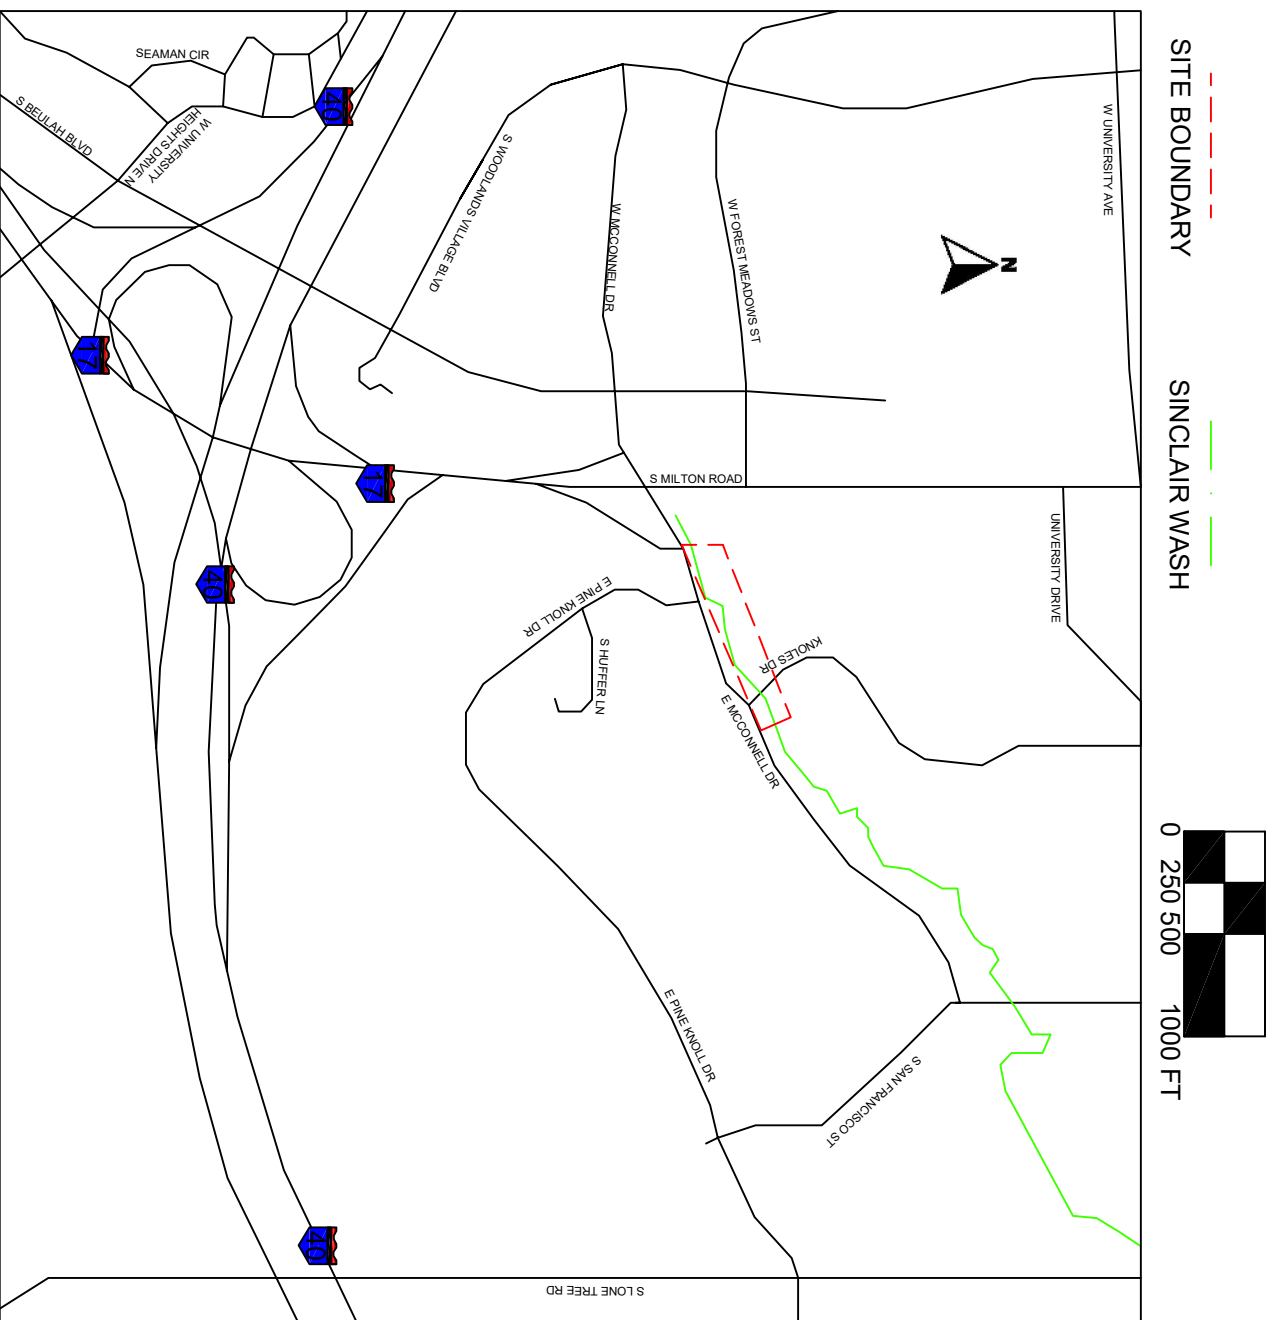 SITE BOUNDARY
SINCLAIR WASH
0 250 500 1000 FT
N
W UNIVERSITY AVE
UNIVERSITY DRIVE
W FOREST MEADOWS ST
S MILTON ROAD
KNOLES DR
W MCCONNELL DR
E MCCONNELL DR
S SAN FRANCISCO ST
S WOODLANDS VILLAGE BLVD
E PINE KNOLL DR
S HUFFER LN
E PINE KNOLL DR
S LONE TREE RD
40
17
40
40
17
SEAMAN CIR
W UNIVERSITY
HEIGHTS DRIVE N
S BEULAH BLVD